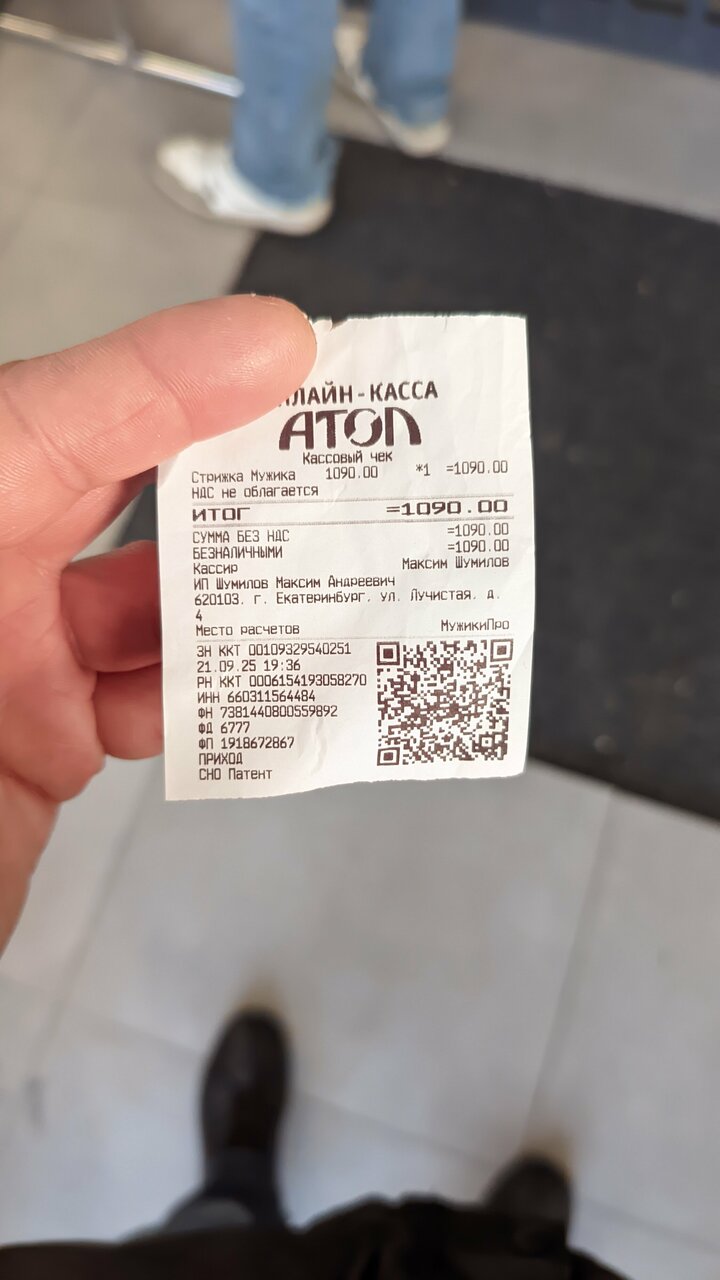 ЛАЙН-КАССА
АТОЛ
Кассовый чек
Стрижка Мужика 1090.00 *1 =1090.00
НДС не облагается
ИТОГ =1090.00
СУММА БЕЗ НДС =1090.00
БЕЗНАЛИЧНЫМИ =1090.00
Кассир Максим Шумилов
ИП Шумилов Максим Андреевич
620103, г. Екатеринбург, ул. Лучистая, д.
4
Место расчетов МужикиПро
ЗН ККТ 00109329540251
21.09.25 19:36
РН ККТ 0006154193058270
ИНН 660311564484
ФН 7381440800559892
ФД 6777
ФП 1918672867
ПРИХОД
СНО Патент